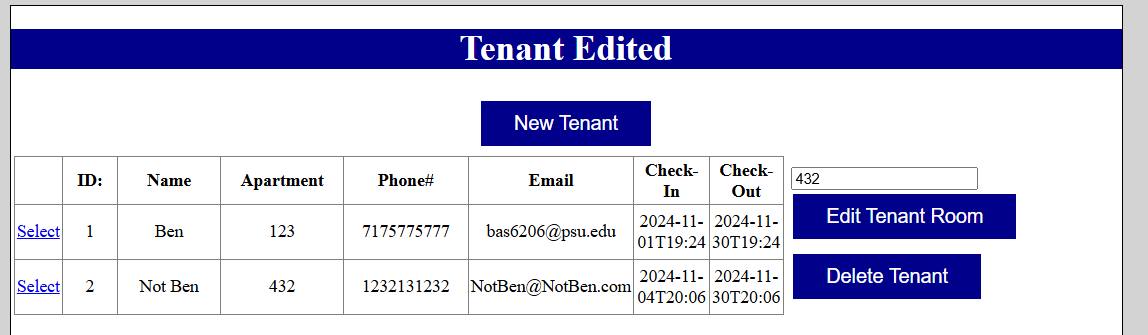 Tenant Edited
New Tenant
ID: Name Apartment Phone# Email Check-In Check-Out
Select 1 Ben 123 7175775777 bas6206@psu.edu 2024-11-01T19:24 2024-11-30T19:24
Select 2 Not Ben 432 1232131232 NotBen@NotBen.com 2024-11-04T20:06 2024-11-30T20:06
432
Edit Tenant Room
Delete Tenant